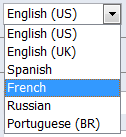 English (US)
English (US)
English (UK)
Spanish
French
Russian
Portuguese (BR)